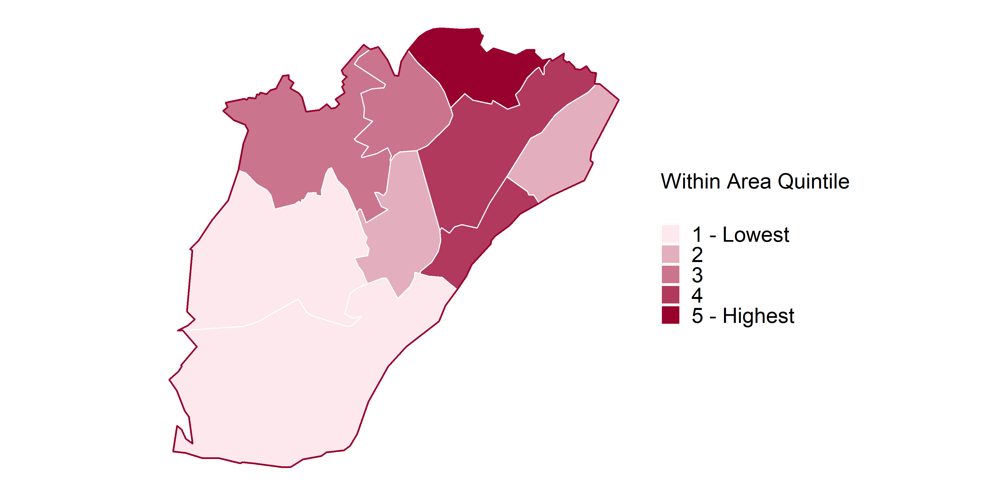 Within Area Quintile
1 - Lowest
2
3
4
5 - Highest